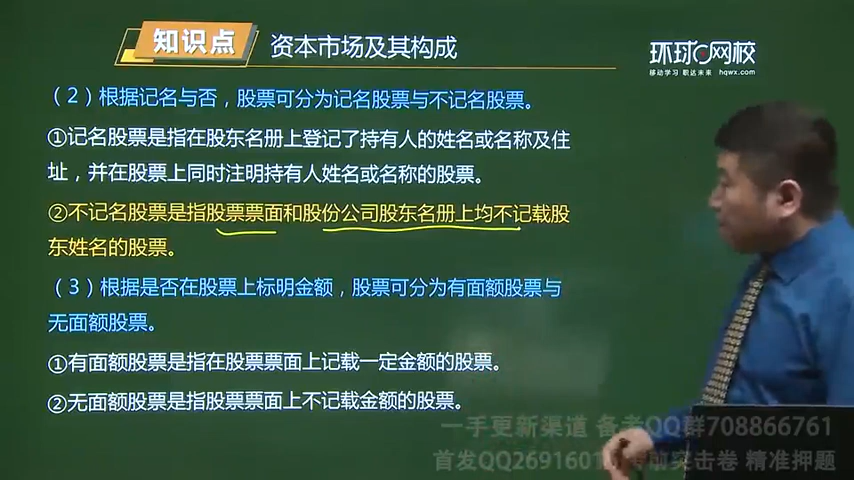 知识点
资本市场及其构成
环球网校
移动学习 职达未来 hqwx.com
（2）根据记名与否，股票可分为记名股票与不记名股票。
①记名股票是指在股东名册上登记了持有人的姓名或名称及住
址，并在股票上同时注明持有人姓名或名称的股票。
②不记名股票是指股票票面和股份公司股东名册上均不记载股
东姓名的股票。
（3）根据是否在股票上标明金额，股票可分为有面额股票与
无面额股票。
①有面额股票是指在股票票面上记载一定金额的股票。
②无面额股票是指股票票面上不记载金额的股票。
一手更新渠道 备考QQ群708866761
首发QQ2691601 前突击卷 精准押题